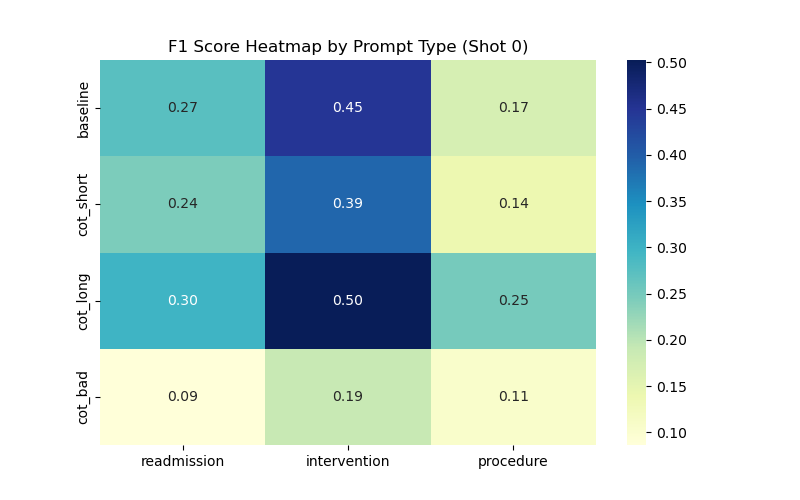 F1 Score Heatmap by Prompt Type (Shot 0)
baseline 0.27 0.45 0.17
cot_short 0.24 0.39 0.14
cot_long 0.30 0.50 0.25
cot_bad 0.09 0.19 0.11
readmission intervention procedure
0.50
0.45
0.40
0.35
0.30
0.25
0.20
0.15
0.10